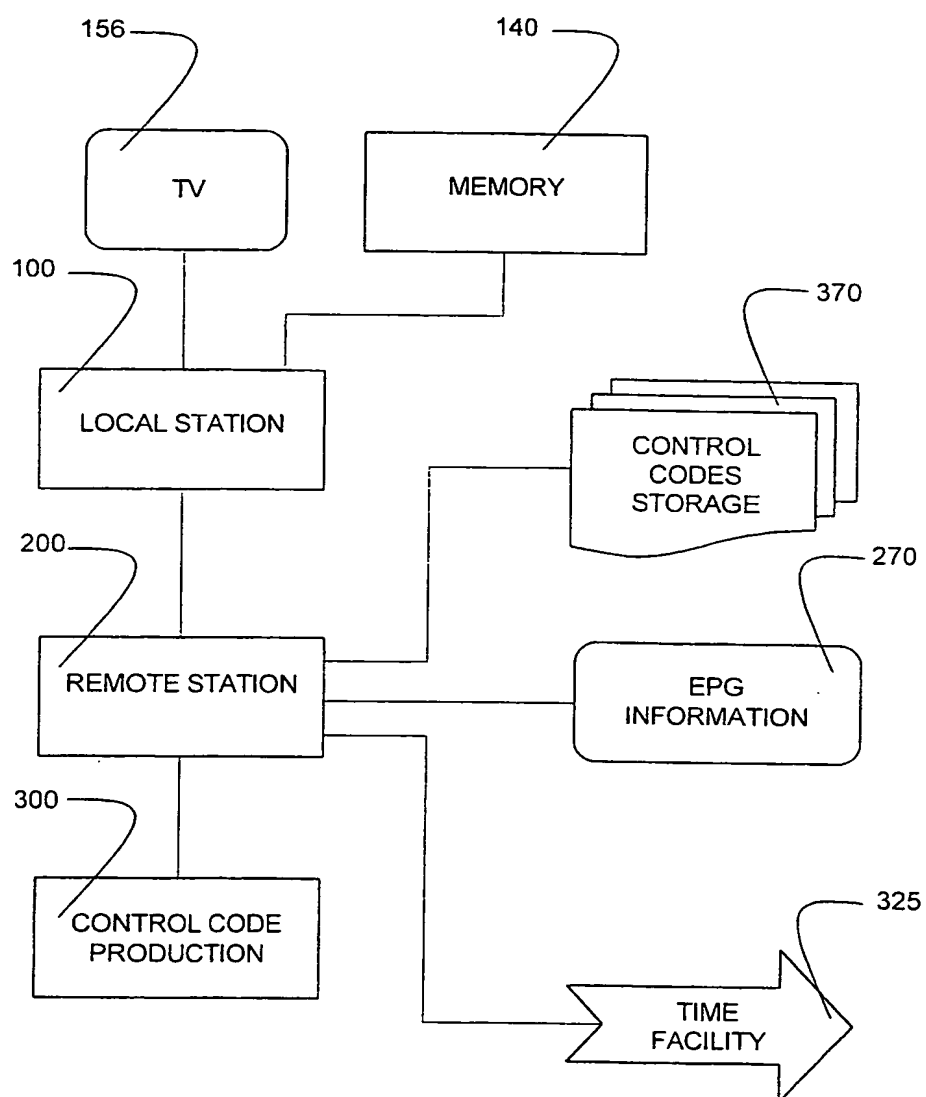 156
140
TV
MEMORY
100
370
LOCAL STATION
CONTROL
CODES
STORAGE
200
270
REMOTE STATION
EPG
INFORMATION
300
325
CONTROL CODE
PRODUCTION
TIME
FACILITY